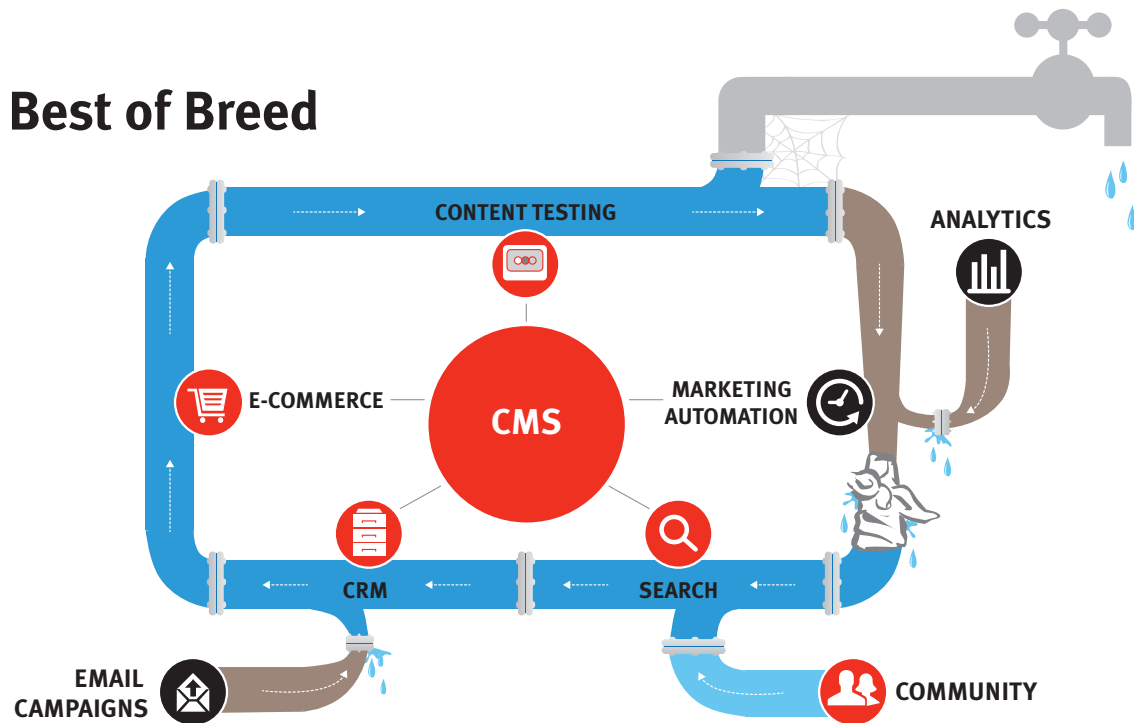 Best of Breed
CONTENT TESTING
ANALYTICS
E-COMMERCE
CMS
MARKETING
AUTOMATION
CRM
SEARCH
EMAIL
CAMPAIGNS
COMMUNITY